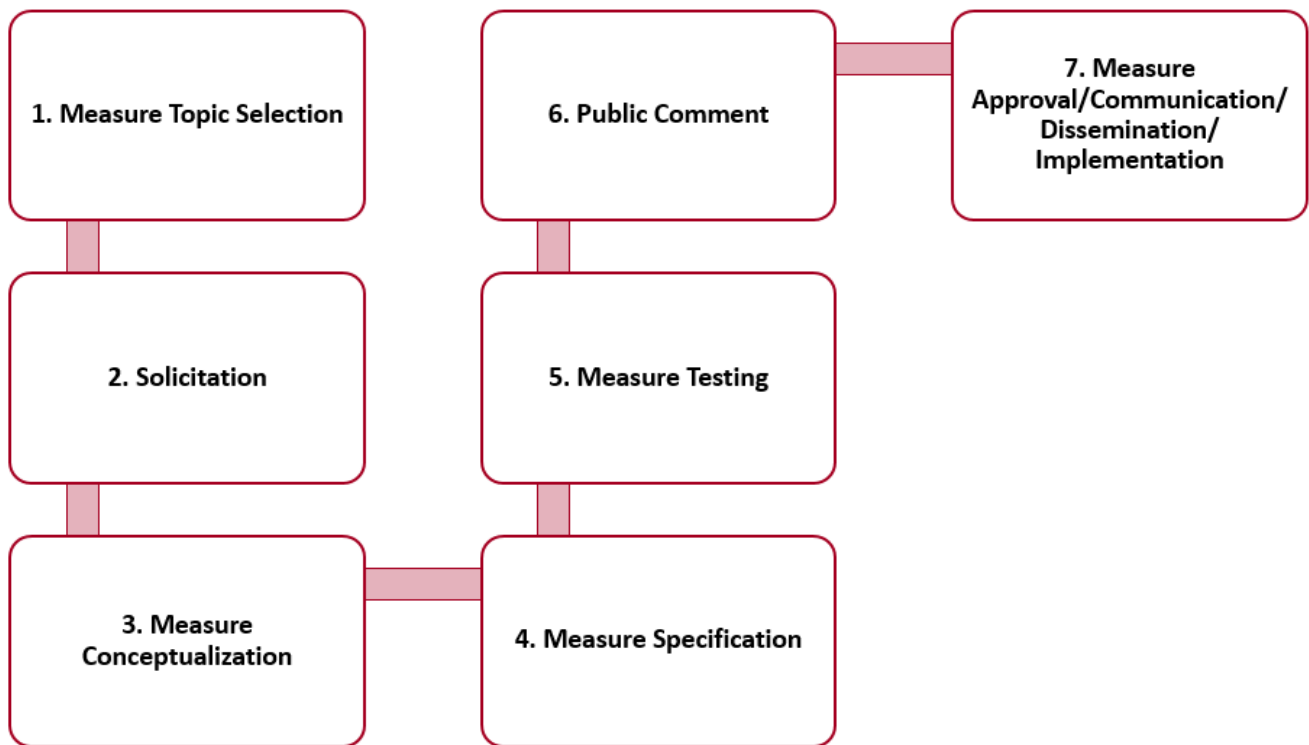 1. Measure Topic Selection
2. Solicitation
3. Measure
Conceptualization
4. Measure Specification
5. Measure Testing
6. Public Comment
7. Measure
Approval/Communication/
Dissemination/
Implementation